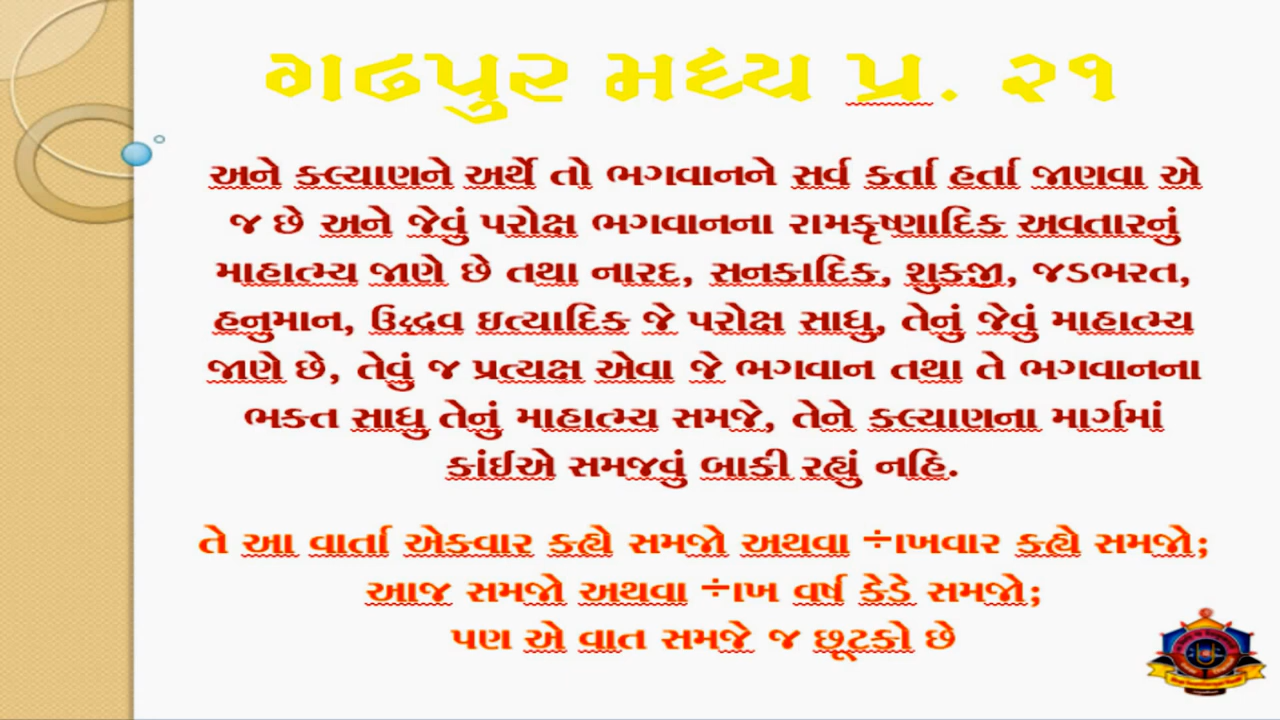 ગઢપુર મધ્ય પ્ર. ૨૧
અને કલ્યાણને અર્થે તો ભગવાનને સર્વ કર્તા હર્તા જાણવા એ
જ છે અને જેવું પરોક્ષ ભગવાનના રામકૃષ્ણાદિક અવતારનું
માહાત્મ્ય જાણે છે તથા નારદ, સનકાદિક, શુકજી, જડભરત,
હનુમાન, ઉદ્ધવ ઇત્યાદિક જે પરોક્ષ સાધુ, તેનું જેવું માહાત્મ્ય
જાણે છે, તેવું જ પ્રત્યક્ષ એવા જે ભગવાન તથા તે ભગવાનના
ભક્ત સાધુ તેનું માહાત્મ્ય સમજે, તેને કલ્યાણના માર્ગમાં
કાંઈએ સમજવું બાકી રહ્યું નહિ.
તે આ વાર્તા એકવાર કહ્યે સમજો અથવા ÷ાખવાર કહ્યે સમજો;
આજ સમજો અથવા ÷ાખ વર્ષ કેડે સમજો;
પણ એ વાત સમજે જ છૂટકો છે